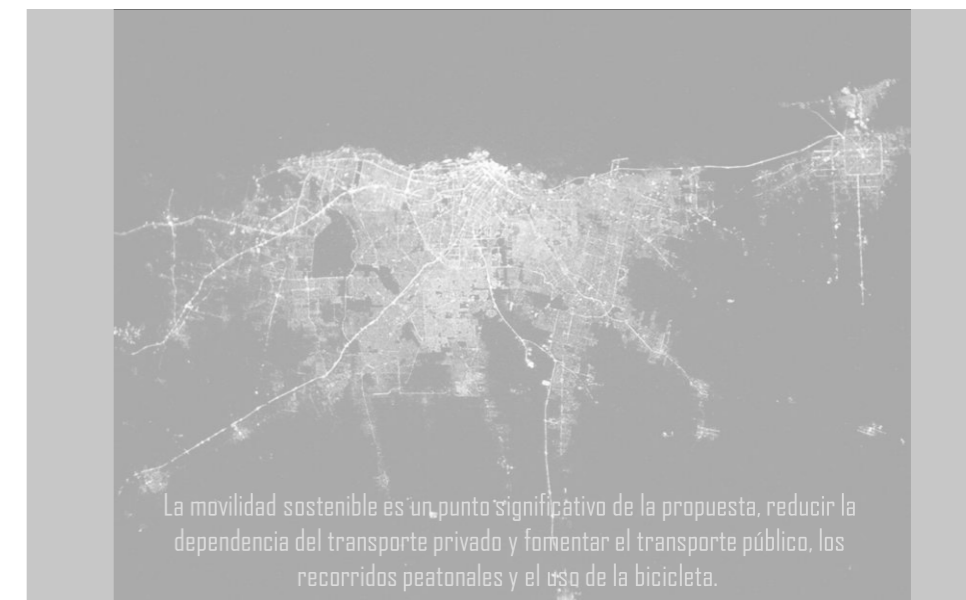 La movilidad sostenible es un punto significativo de la propuesta, reducir la
dependencia del transporte privado y fomentar el transporte público, los
recorridos peatonales y el uso de la bicicleta.